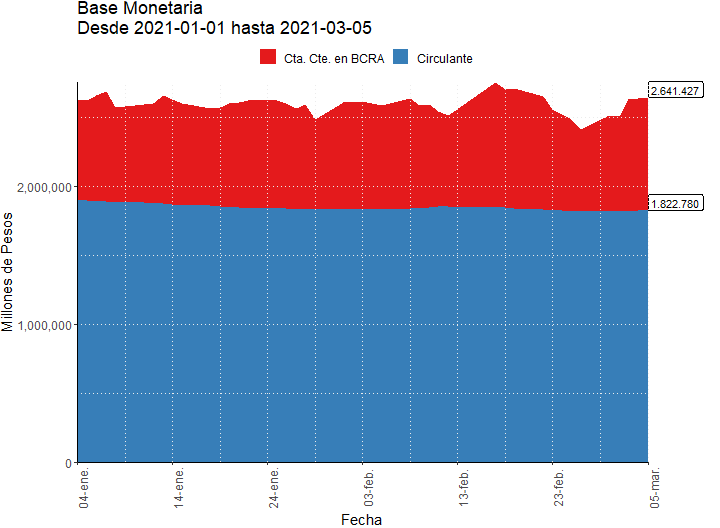 Base Monetaria
Desde 2021-01-01 hasta 2021-03-05
Cta. Cte. en BCRA Circulante
2.641.427
2,000,000
1.822.780
1,000,000
0
Millones de Pesos
04-ene. 14-ene. 24-ene. 03-feb. 13-feb. 23-feb. 05-mar.
Fecha